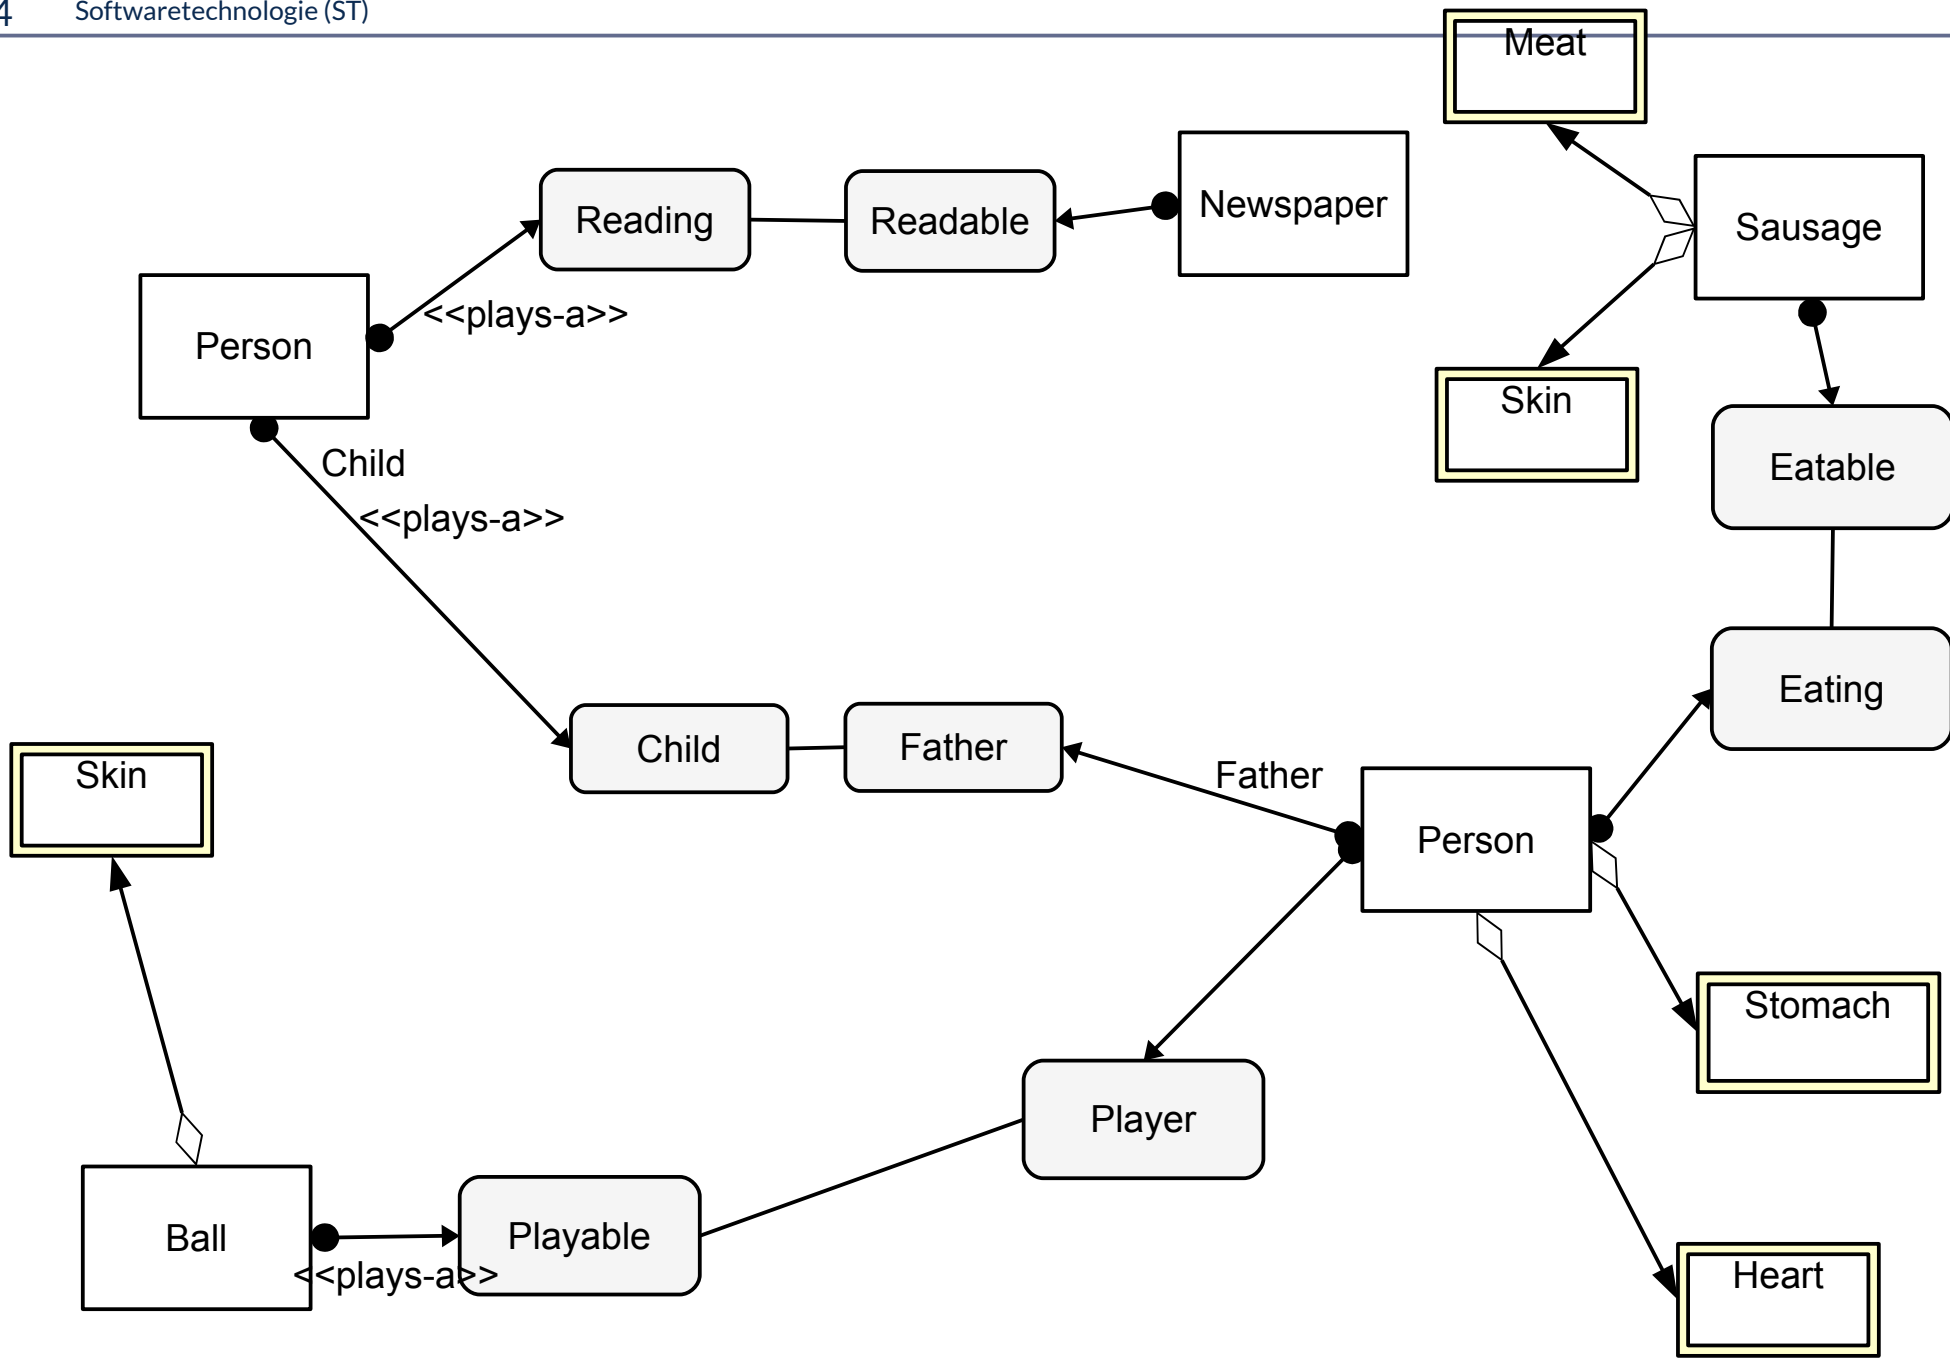 4 Softwaretechnologie (ST)
Meat
Reading
Readable
Newspaper
Sausage
<<plays-a>>
Person
Skin
Child
Eatable
<<plays-a>>
Eating
Child
Father
Father
Skin
Person
Stomach
Player
Ball
Playable
<<plays-a>>
Heart